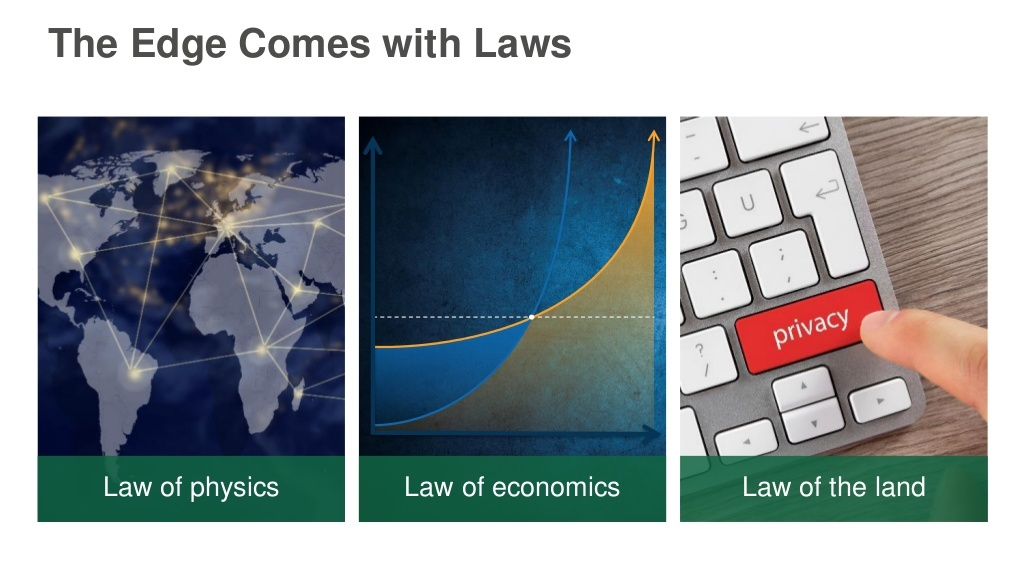 The Edge Comes with Laws
U
G
: .
; ,
privacy
? /
Law of physics
Law of economics
Law of the land